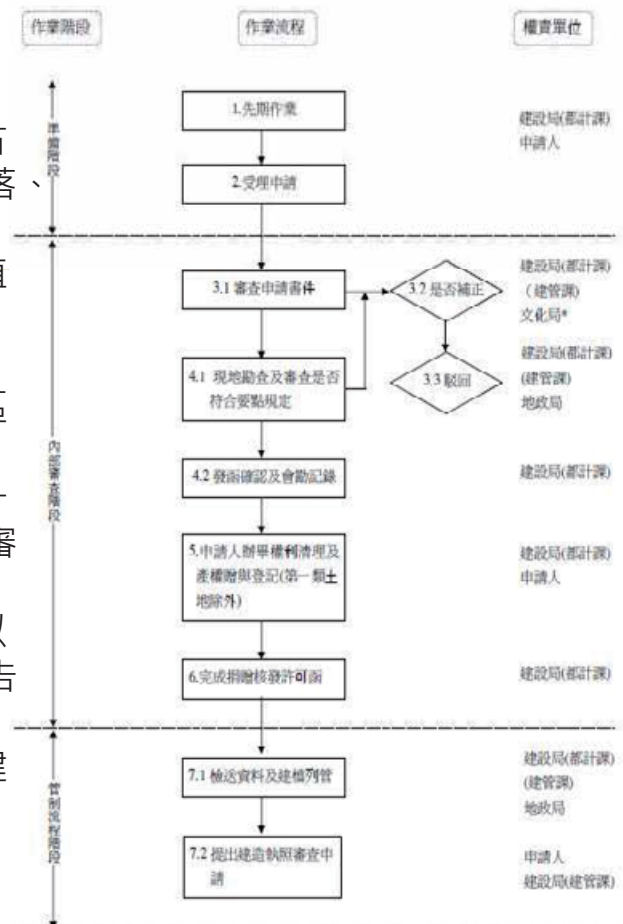 作業階段
作業流程
權責單位
準備階段
1.先期作業
建設局(都計課)
申請人
2.受理申請
落、
內部審查階段
3.1 審查申請書件
3.2 是否補正
建設局(都計課)
(建管課)
文化局*
4.1 現地勘查及審查是否
符合要點規定
3.3 駁回
建設局(都計課)
(建管課)
地政局
4.2 發函確認及會勘記錄
建設局(都計課)
審
5.申請人辦畢權利清理及
產權贈與登記(第一類土
地除外)
建設局(都計課)
申請人
告
6.完成捐贈核發許可函
建設局(都計課)
管制流程階段
7.1 檢送資料及建檔列管
建設局(都計課)
(建管課)
地政局
7.2 提出建造執照審查申
請
申請人
建設局(建管課)